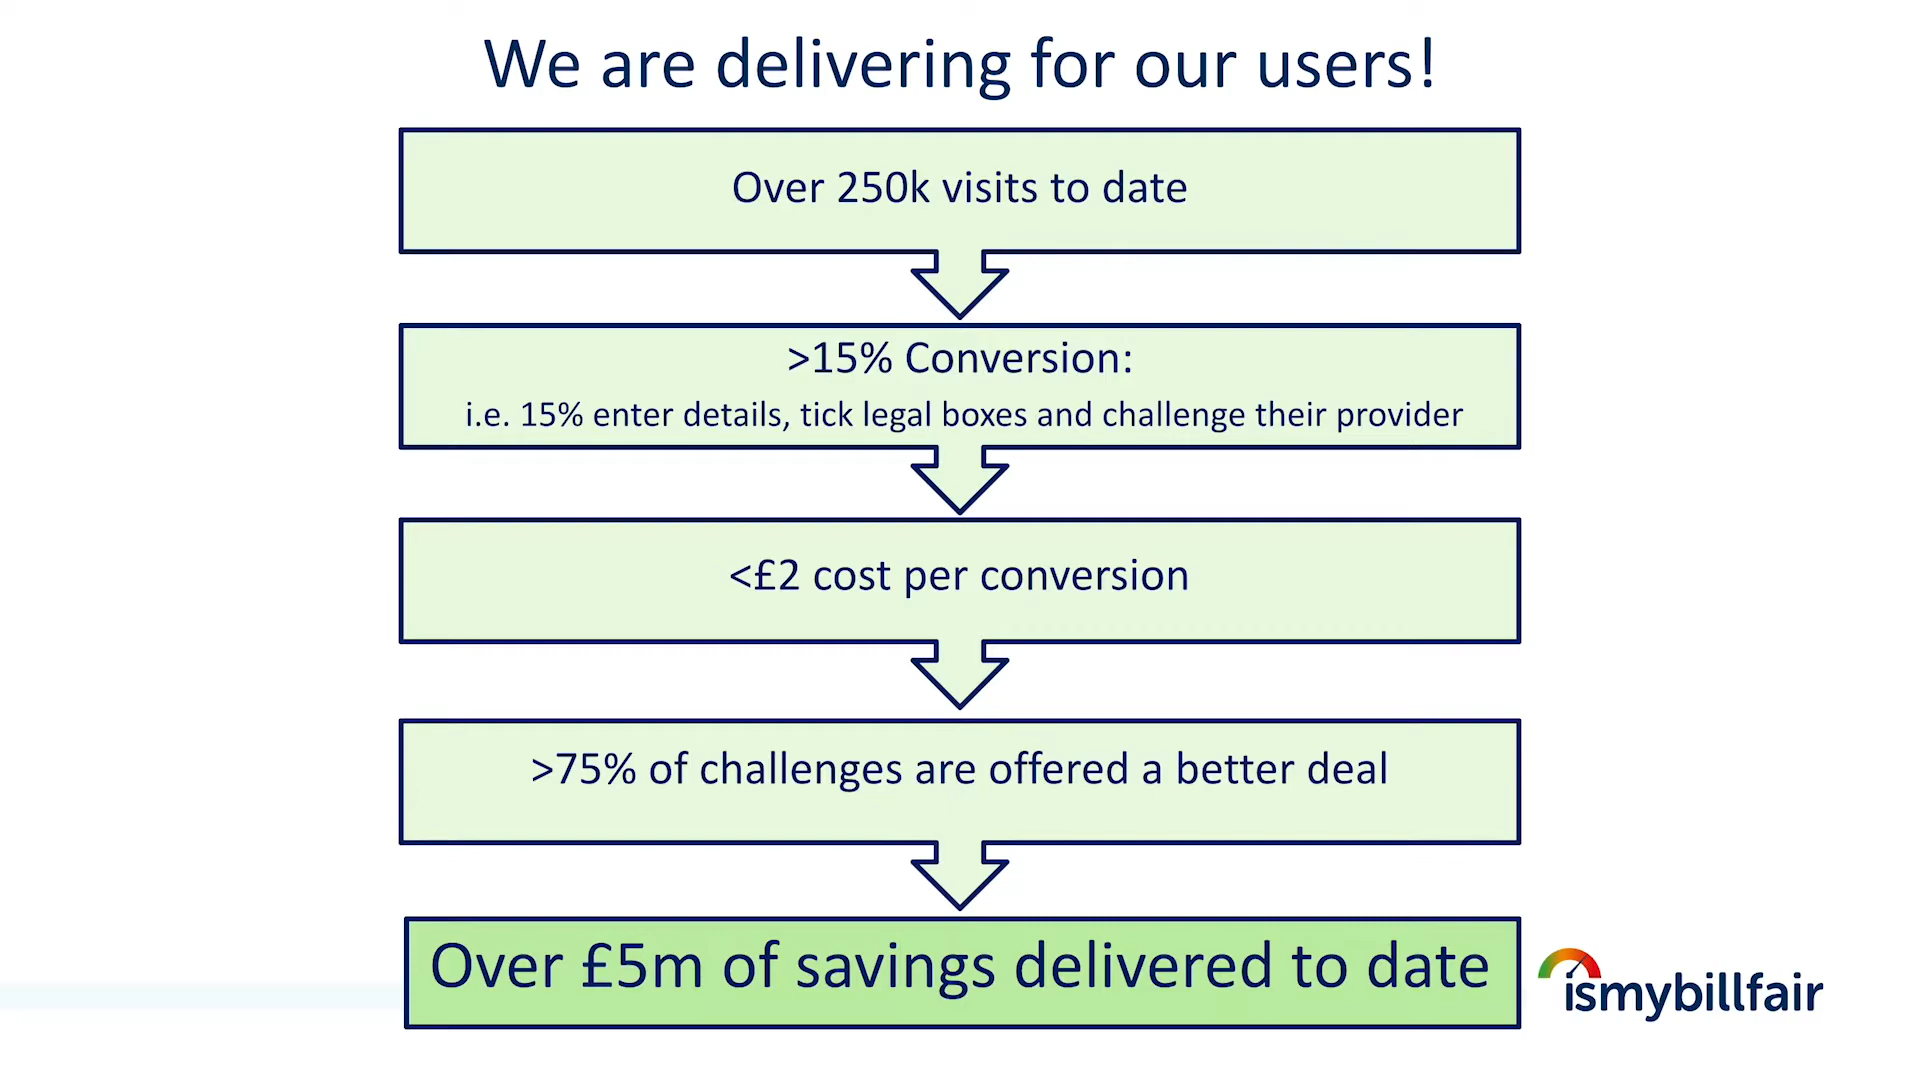 We are delivering for our users!
Over 250k visits to date
>15% Conversion:
i.e. 15% enter details, tick legal boxes and challenge their provider
<£2 cost per conversion
>75% of challenges are offered a better deal
Over £5m of savings delivered to date
ismybillfair